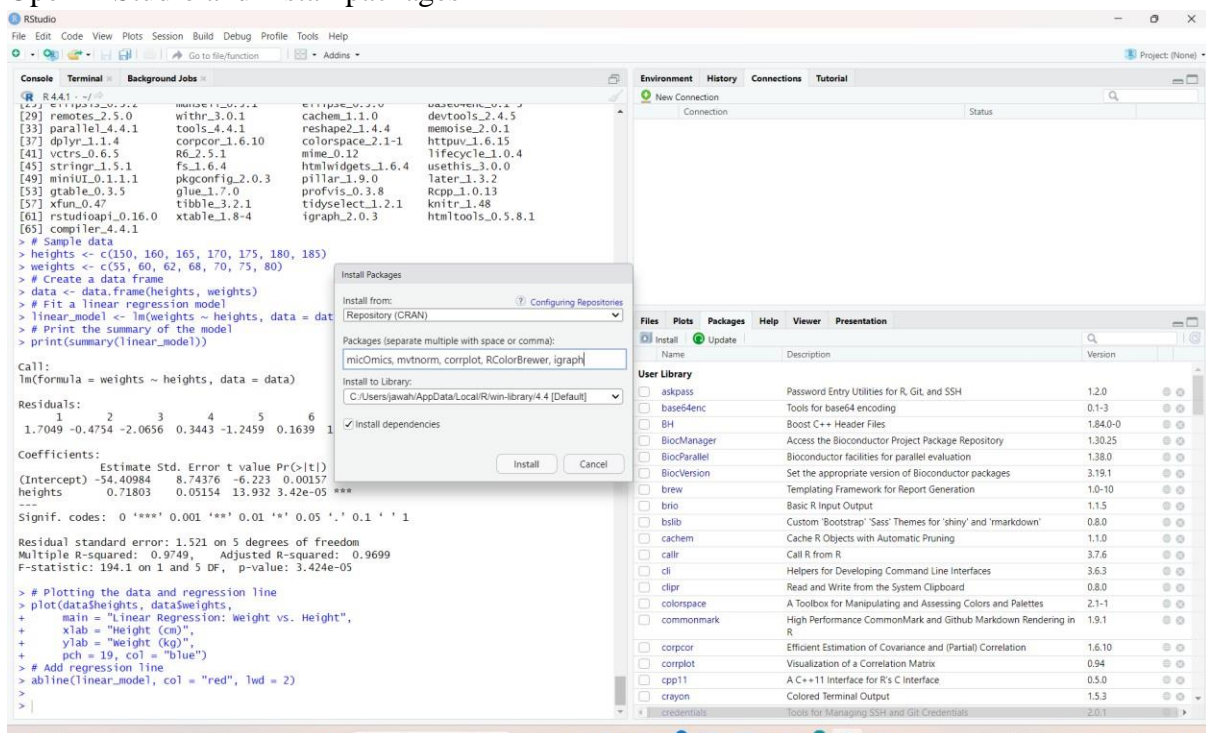 RStudio
File Edit Code View Plots Session Build Debug Profile Tools Help
Go to file/function Addins Project: (None)
Console Terminal Background Jobs
R 4.4.1 · ~/
[29] remotes_2.5.0 withr_3.0.1 cachem_1.1.0 devtools_2.4.5
[33] parallel_4.4.1 tools_4.4.1 reshape2_1.4.4 memoise_2.0.1
[37] dplyr_1.1.4 corpcor_1.6.10 colorspace_2.1-1 httpuv_1.6.15
[41] vctrs_0.6.5 R6_2.5.1 mime_0.12 lifecycle_1.0.4
[45] stringr_1.5.1 fs_1.6.4 htmlwidgets_1.6.4 usethis_3.0.0
[49] miniUI_0.1.1.1 pkgconfig_2.0.3 pillar_1.9.0 later_1.3.2
[53] gtable_0.3.5 glue_1.7.0 profvis_0.3.8 Rcpp_1.0.13
[57] xfun_0.47 tibble_3.2.1 tidyselect_1.2.1 knitr_1.48
[61] rstudioapi_0.16.0 xtable_1.8-4 igraph_2.0.3 htmltools_0.5.8.1
[65] compiler_4.4.1
> # Sample data
> heights <- c(150, 160, 165, 170, 175, 180, 185)
> weights <- c(55, 60, 62, 68, 70, 75, 80)
> # Create a data frame
> data <- data.frame(heights, weights)
> # Fit a linear regression model
> linear_model <- lm(weights ~ heights, data = dat
> # Print the summary of the model
> print(summary(linear_model))
Call:
lm(formula = weights ~ heights, data = data)
Residuals:
1 2 3 4 5 6
1.7049 -0.4754 -2.0656 0.3443 -1.2459 0.1639 1
Coefficients:
Estimate Std. Error t value Pr(>|t|)
(Intercept) -54.40984 8.74376 -6.223 0.00157
heights 0.71803 0.05154 13.932 3.42e-05 ***
---
Signif. codes: 0 ‘***’ 0.001 ‘**’ 0.01 ‘*’ 0.05 ‘.’ 0.1 ‘ ’ 1
Residual standard error: 1.521 on 5 degrees of freedom
Multiple R-squared: 0.9749, Adjusted R-squared: 0.9699
F-statistic: 194.1 on 1 and 5 DF, p-value: 3.424e-05
> # Plotting the data and regression line
> plot(data$heights, data$weights,
+ main = "Linear Regression: Weight vs. Height",
+ xlab = "Height (cm)",
+ ylab = "Weight (kg)",
+ pch = 19, col = "blue")
> # Add regression line
> abline(linear_model, col = "red", lwd = 2)
>
>
Install Packages
Install from: Configuring Repositories
Repository (CRAN)
Packages (separate multiple with space or comma):
micOmics, mvtnorm, corrplot, RColorBrewer, igraph
Install to Library:
C:/Users/jawah/AppData/Local/R/win-library/4.4 [Default]
Install dependencies
Install Cancel
Environment History Connections Tutorial
New Connection
Connection Status
Files Plots Packages Help Viewer Presentation
Install Update
Name Description Version
User Library
askpass Password Entry Utilities for R, Git, and SSH 1.2.0
base64enc Tools for base64 encoding 0.1-3
BH Boost C++ Header Files 1.84.0-0
BiocManager Access the Bioconductor Project Package Repository 1.30.25
BiocParallel Bioconductor facilities for parallel evaluation 1.38.0
BiocVersion Set the appropriate version of Bioconductor packages 3.19.1
brew Templating Framework for Report Generation 1.0-10
brio Basic R Input Output 1.1.5
bslib Custom 'Bootstrap' 'Sass' Themes for 'shiny' and 'rmarkdown' 0.8.0
cachem Cache R Objects with Automatic Pruning 1.1.0
callr Call R from R 3.7.6
cli Helpers for Developing Command Line Interfaces 3.6.3
clipr Read and Write from the System Clipboard 0.8.0
colorspace A Toolbox for Manipulating and Assessing Colors and Palettes 2.1-1
commonmark High Performance CommonMark and Github Markdown Rendering in 1.9.1
R
corpcor Efficient Estimation of Covariance and (Partial) Correlation 1.6.10
corrplot Visualization of a Correlation Matrix 0.94
cpp11 A C++11 Interface for R's C Interface 0.5.0
crayon Colored Terminal Output 1.5.3
credentials Tools for Managing SSH and Git Credentials 2.0.1